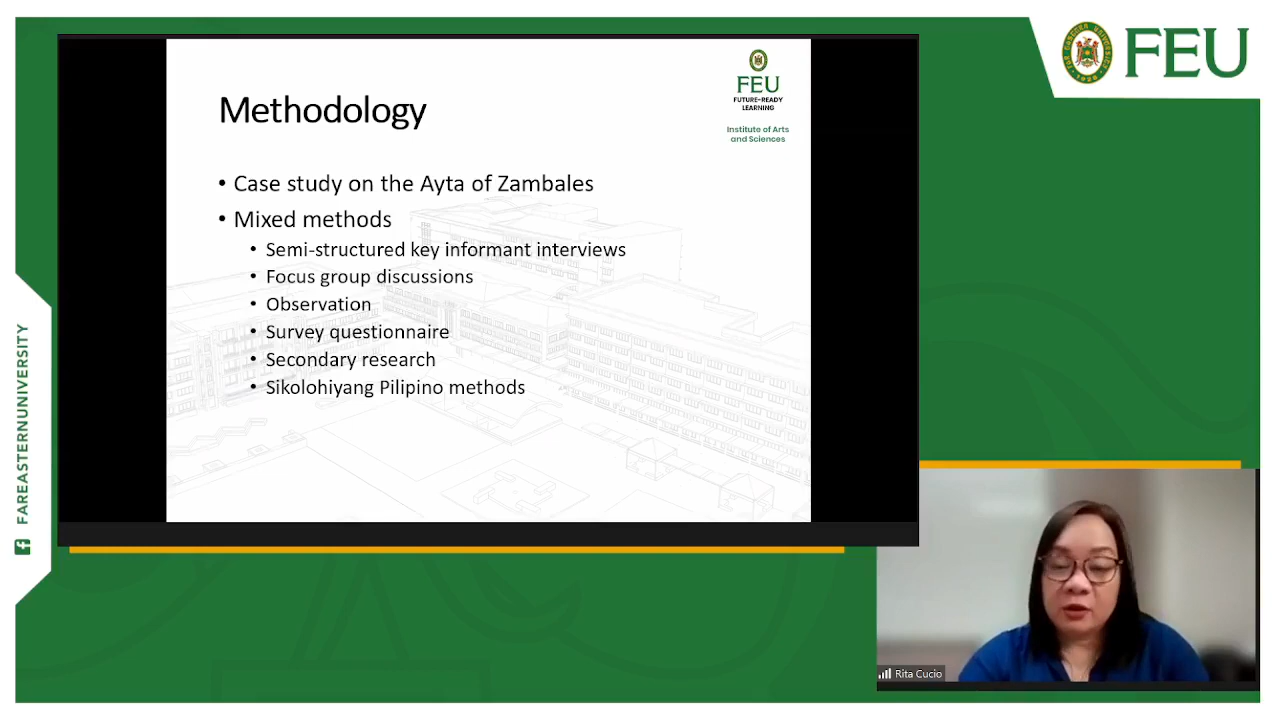 FEU
FEU
FUTURE-READY
LEARNING
Institute of Arts
and Sciences
Methodology
• Case study on the Ayta of Zambales
• Mixed methods
• Semi-structured key informant interviews
• Focus group discussions
• Observation
• Survey questionnaire
• Secondary research
• Sikolohiyang Pilipino methods
FAREASTERNUNIVERSITY
Rita Cucio